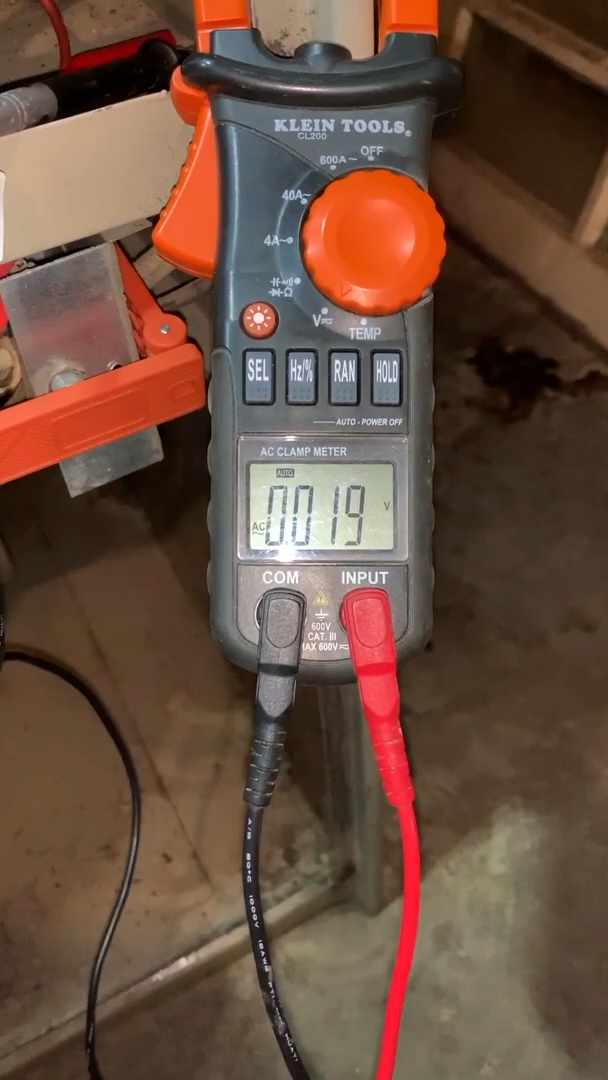 KLEIN TOOLS®
CL200
OFF
600A~
40A~
4A~
Ω
V
TEMP
SEL
Hz/%
RAN
HOLD
AUTO - POWER OFF
AC CLAMP METER
AUTO
AC
0.019
V
COM
INPUT
600V
CAT. III
MAX 600V
1000V